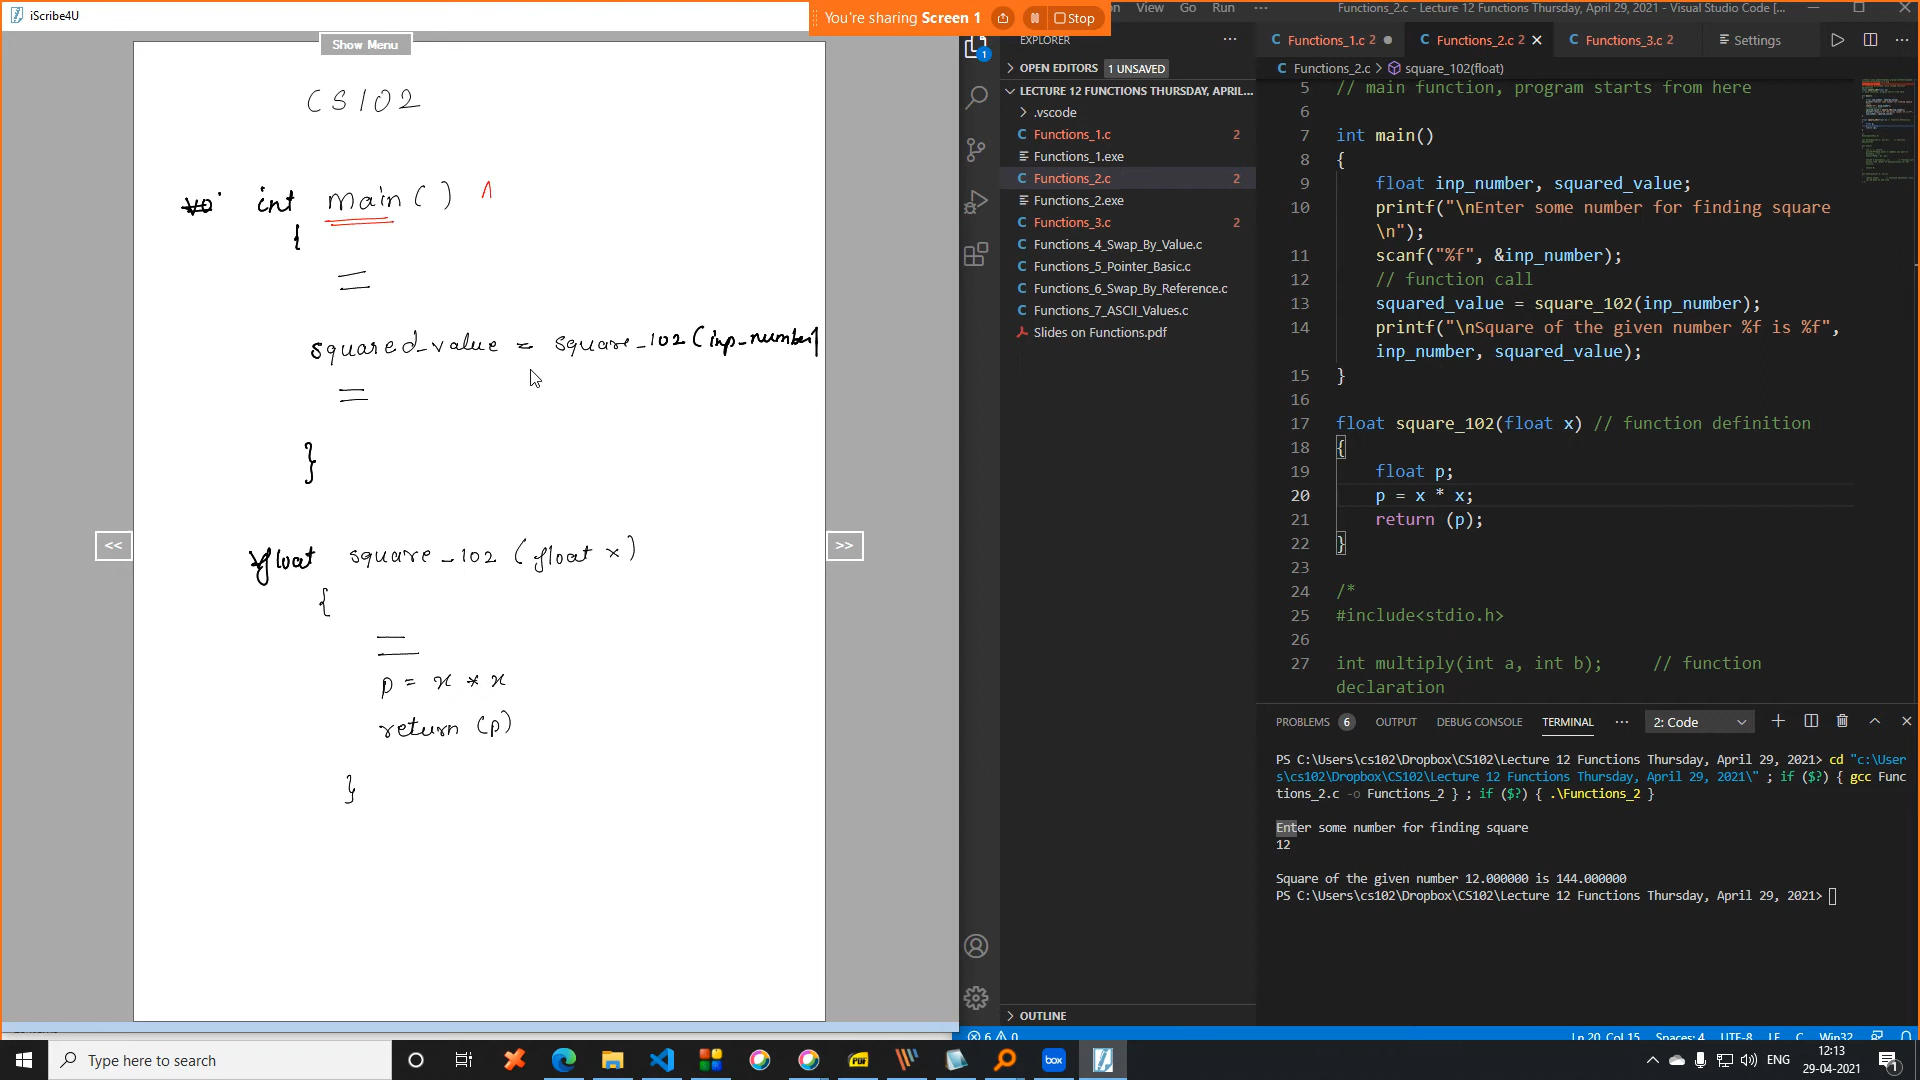 iScribe4U
You're sharing Screen 1
Stop
Show Menu
CS102
int main( )
{
squared_value = square_102(inp_number)
}
float square_102 (float x)
{
p = x * x
return (p)
}
<<
>>
View Go Run ···
Functions_2.c - Lecture 12 Functions Thursday, April 29, 2021 - Visual Studio Code [...
EXPLORER ···
OPEN EDITORS 1 UNSAVED
LECTURE 12 FUNCTIONS THURSDAY, APRIL...
.vscode
C Functions_1.c 2
Functions_1.exe
C Functions_2.c 2
Functions_2.exe
C Functions_3.c 2
C Functions_4_Swap_By_Value.c
C Functions_5_Pointer_Basic.c
C Functions_6_Swap_By_Reference.c
C Functions_7_ASCII_Values.c
Slides on Functions.pdf
OUTLINE
1
C Functions_1.c 2 C Functions_2.c 2 C Functions_3.c 2 Settings ···
C Functions_2.c > square_102(float)
5 // main function, program starts from here
6
7 int main()
8 {
9 float inp_number, squared_value;
10 printf("\nEnter some number for finding square
\n");
11 scanf("%f", &inp_number);
12 // function call
13 squared_value = square_102(inp_number);
14 printf("\nSquare of the given number %f is %f",
inp_number, squared_value);
15 }
16
17 float square_102(float x) // function definition
18 {
19 float p;
20 p = x * x;
21 return (p);
22 }
23
24 /*
25 #include<stdio.h>
26
27 int multiply(int a, int b); // function
declaration
PROBLEMS 6 OUTPUT DEBUG CONSOLE TERMINAL ··· 2: Code
PS C:\Users\cs102\Dropbox\CS102\Lecture 12 Functions Thursday, April 29, 2021> cd "c:\User
s\cs102\Dropbox\CS102\Lecture 12 Functions Thursday, April 29, 2021\" ; if ($?) { gcc Func
tions_2.c -o Functions_2 } ; if ($?) { .\Functions_2 }
Enter some number for finding square
12
Square of the given number 12.000000 is 144.000000
PS C:\Users\cs102\Dropbox\CS102\Lecture 12 Functions Thursday, April 29, 2021>
6 0 Ln 20, Col 15 Spaces: 4 UTF-8 LF C Win32
Type here to search
PDF
box
ENG
12:13
29-04-2021
1